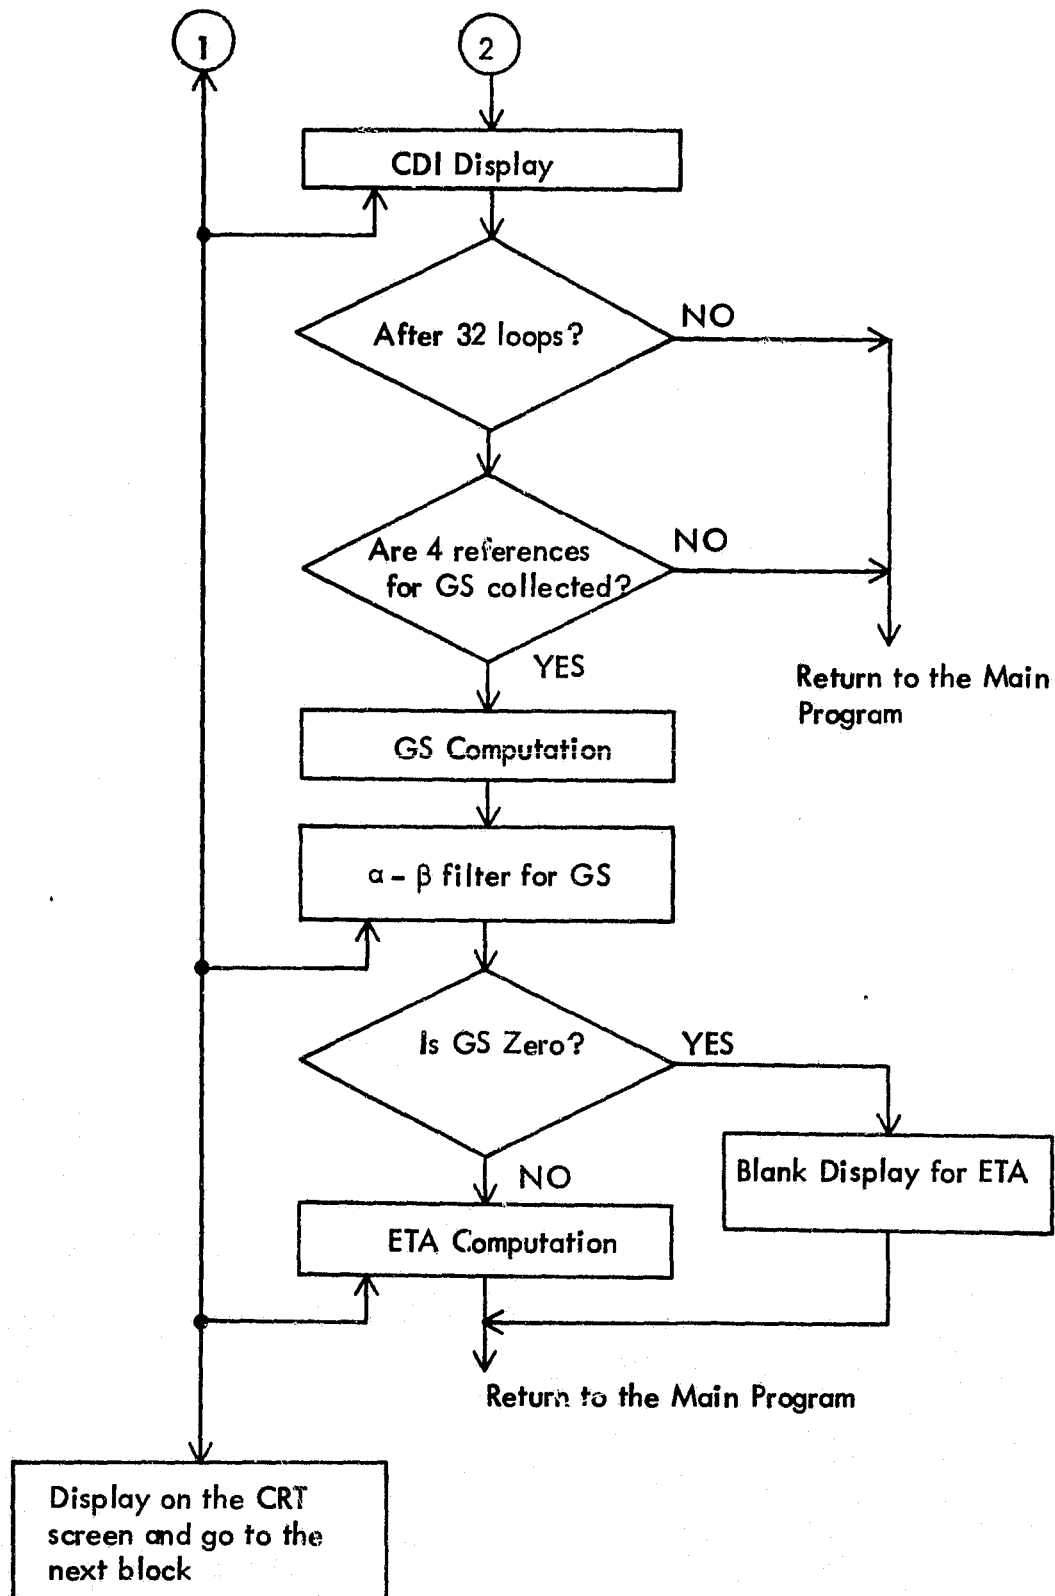 1
2
CDI Display
After 32 loops?
NO
Are 4 references
for GS collected?
NO
YES
Return to the Main
Program
GS Computation
α - β filter for GS
Is GS Zero?
YES
Blank Display for ETA
NO
ETA Computation
Return to the Main Program
Display on the CRT
screen and go to the
next block